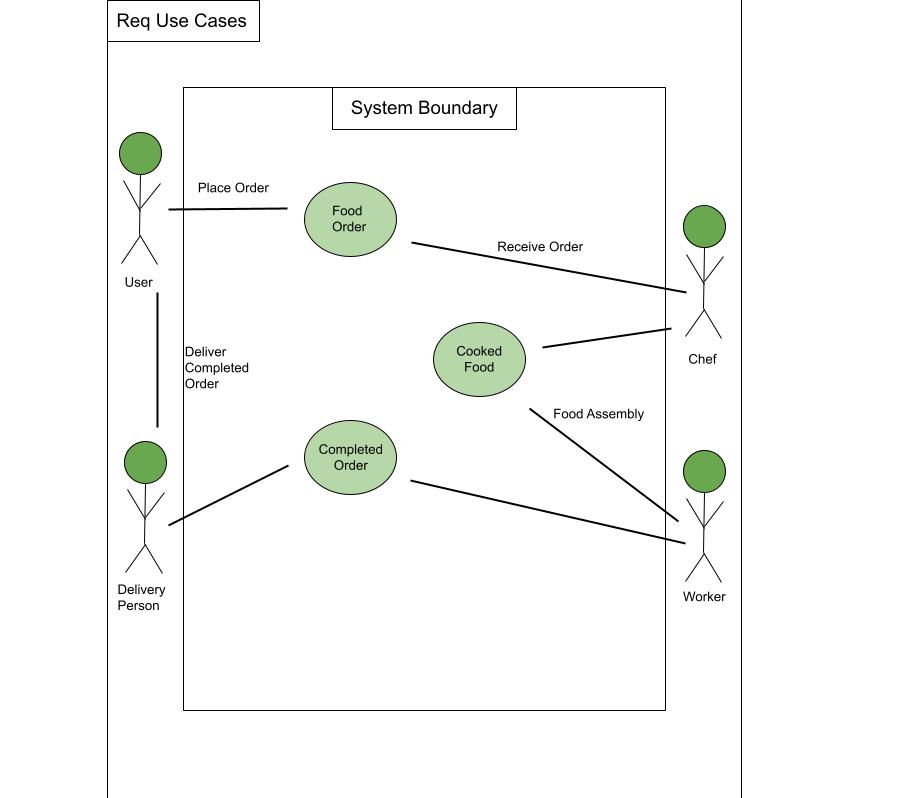 Req Use Cases
System Boundary
Place Order
Food
Order
Receive Order
User
Deliver
Completed
Order
Cooked
Food
Chef
Food Assembly
Completed
Order
Delivery
Person
Worker